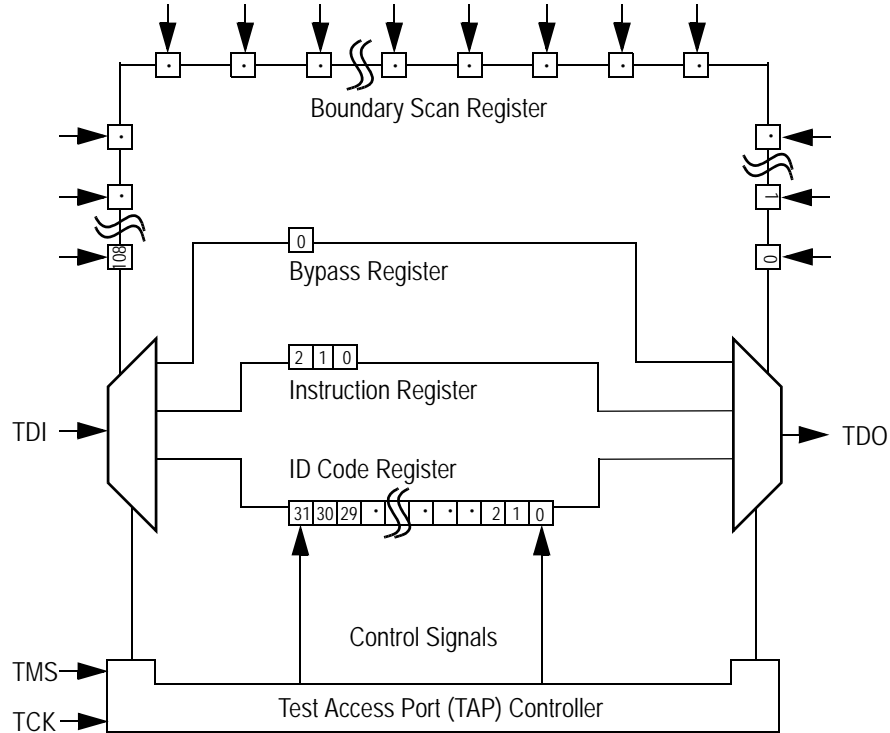 Boundary Scan Register
1
108
0
0
Bypass Register
2 1 0
Instruction Register
TDI
TDO
ID Code Register
31 30 29 · · · · · 2 1 0
Control Signals
TMS
Test Access Port (TAP) Controller
TCK